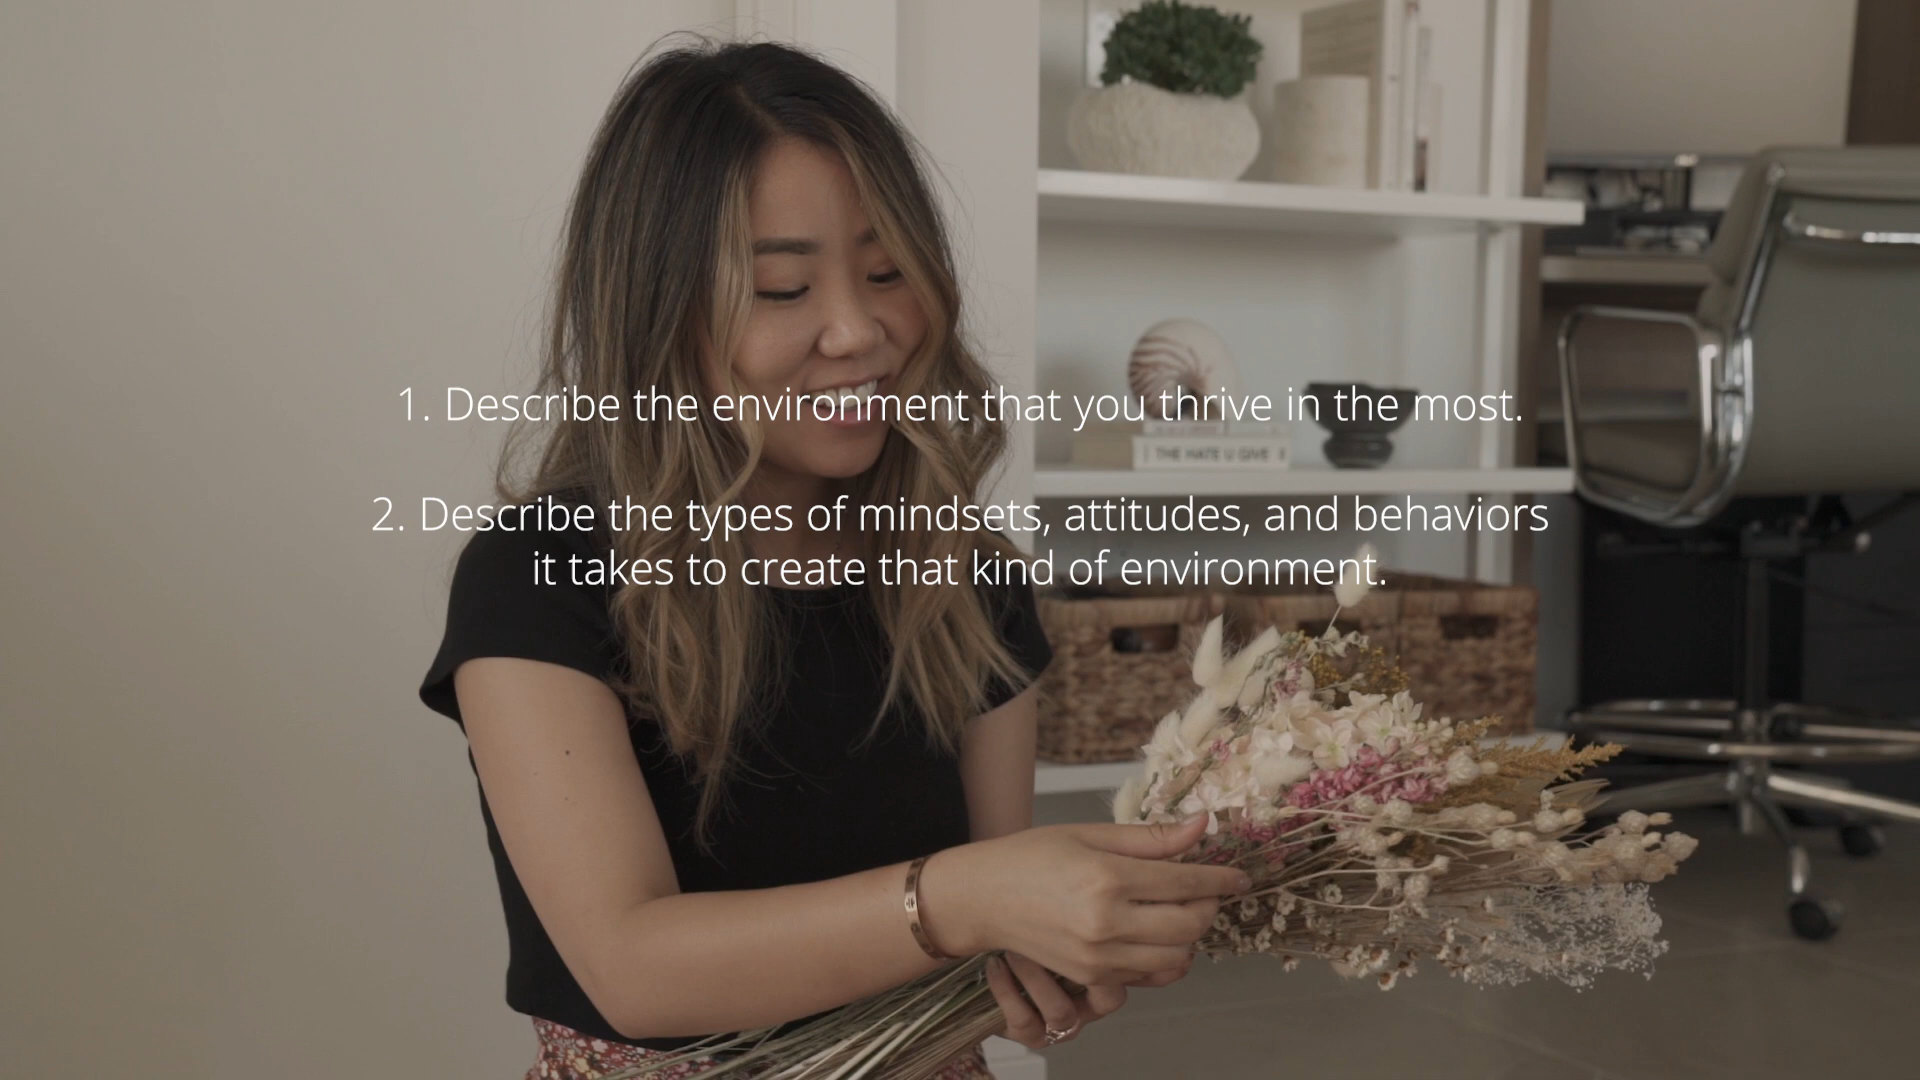 1. Describe the environment that you thrive in the most.
2. Describe the types of mindsets, attitudes, and behaviors
it takes to create that kind of environment.
THE HATE U GIVE